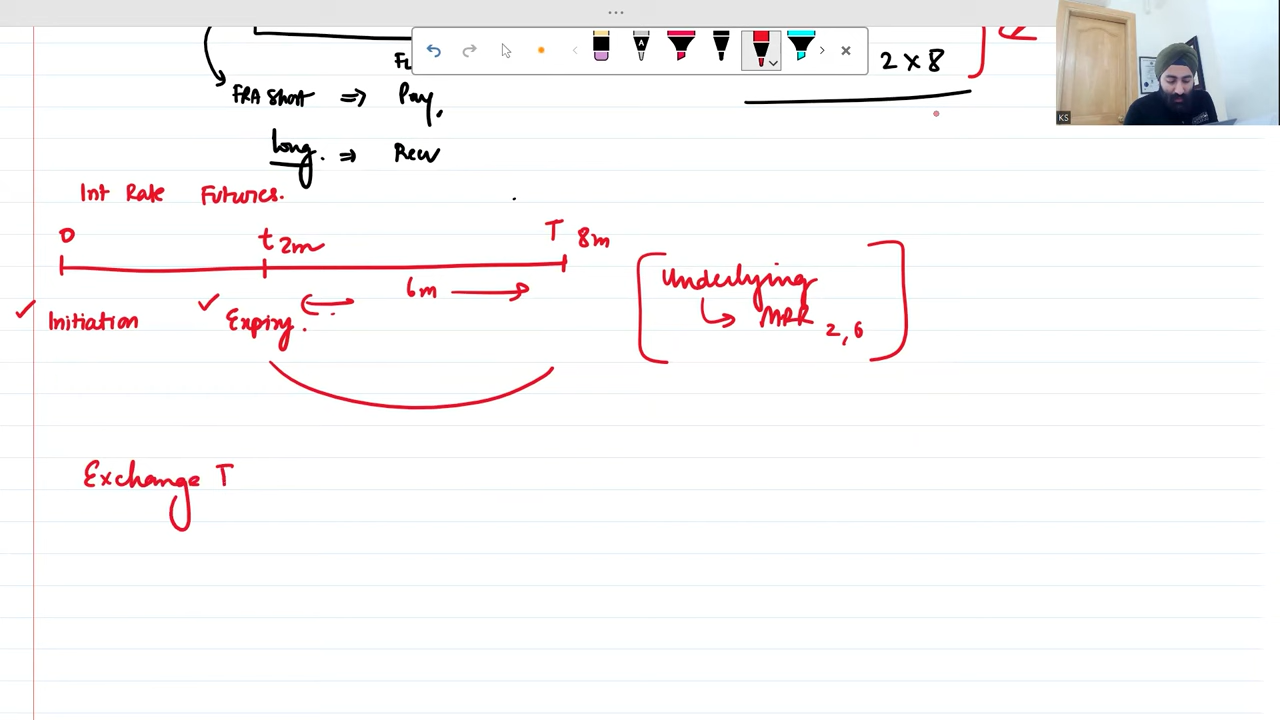 2 x 8
FRA Short ⇒ Pay.
long. ⇒
Int Rate Futures.
0 t 2m T 8m
6m
Initiation Expiry.
Underlying
MRR 2,6
Exchange T
KS